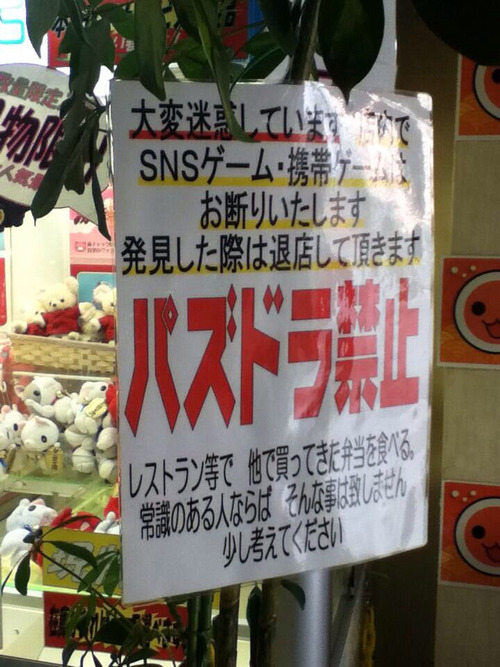 大変迷惑しています 店内で
SNSゲーム・携帯ゲームは
お断りいたします
発見した際は退店して頂きます
パズドラ禁止
レストラン等で 他で買ってきた弁当を食べる。
常識のある人ならば そんな事は致しません
少し考えてください